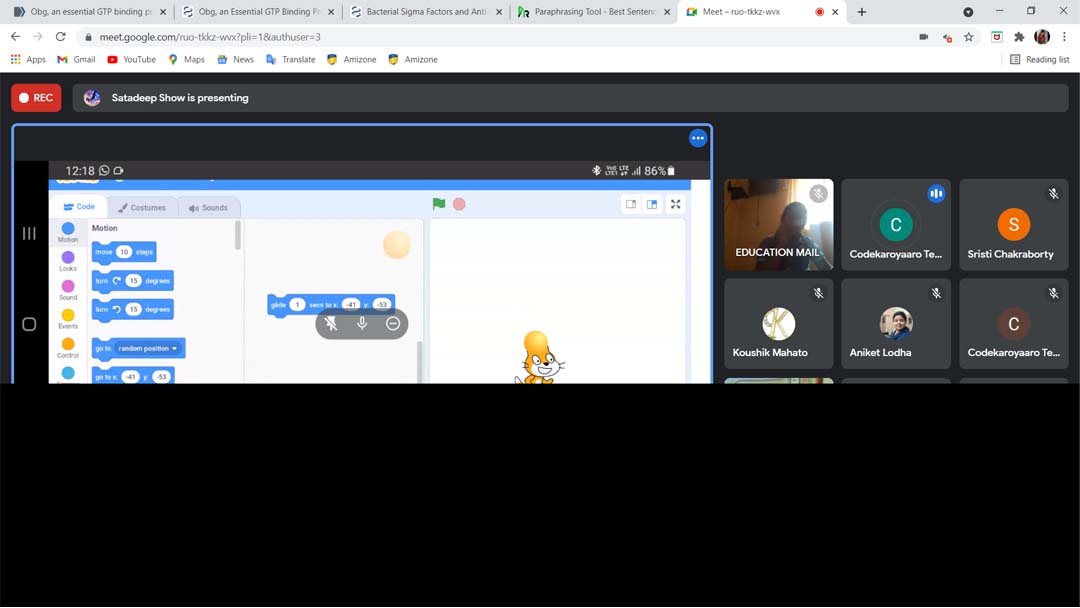 Obg, an essential GTP binding pr
Obg, an Essential GTP Binding Pr
Bacterial Sigma Factors and Anti
Paraphrasing Tool - Best Sentenc
Meet – ruo-tkkz-wvx
meet.google.com/ruo-tkkz-wvx?pli=1&authuser=3
Apps
Gmail
YouTube
Maps
News
Translate
Amizone
Amizone
Reading list
REC
Satadeep Show is presenting
12:18
86%
Code
Costumes
Sounds
Motion
Looks
Sound
Events
Control
Motion
move 10 steps
turn 15 degrees
turn 15 degrees
go to random position
go to x: -41 y: -53
glide 1 secs to x: -41 y: -53
EDUCATION MAIL
C
Codekaroyaaro Te...
S
Sristi Chakraborty
K
Koushik Mahato
Aniket Lodha
C
Codekaroyaaro Te...